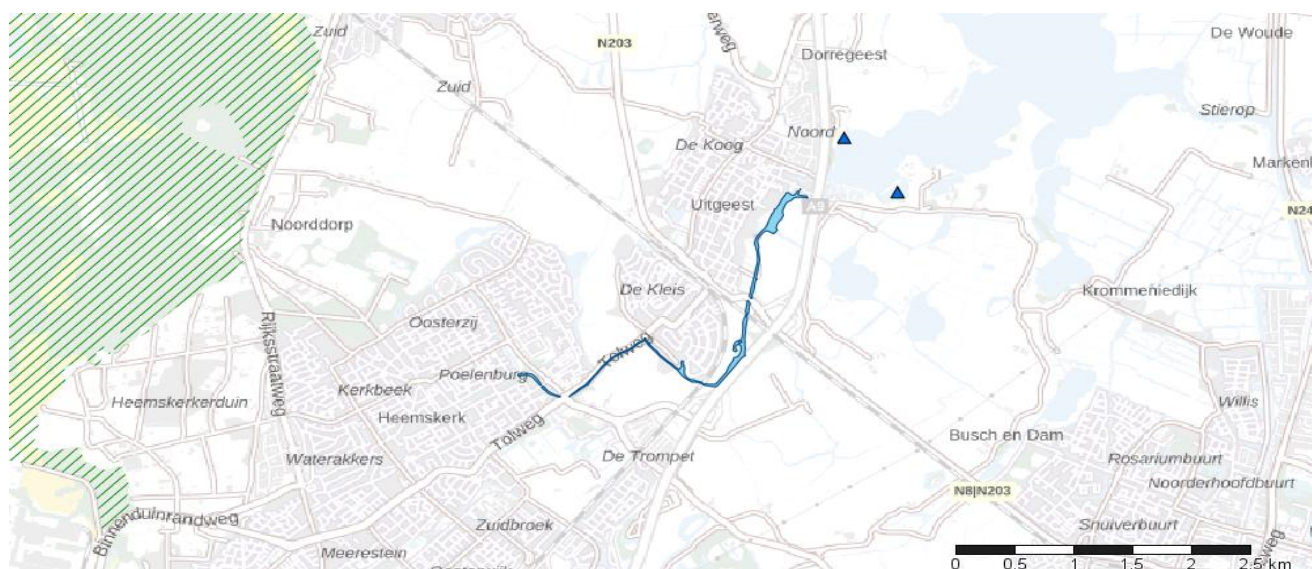 Zuid
N203
Dorregeest
De Woude
Zuid
Stierop
Noord
De Koog
Uitgeest
A9
N24
Noorddorp
De Kleis
Krommeniedijk
Oosterzij
Rijksstraatweg
Tolweg
Poelenburg
Kerkbeek
Heemskerkerduin
Heemskerk
Willis
Tolweg
Busch en Dam
Waterakkers
De Trompet
Rosariumbuurt
Noorderhoofdbuurt
N8|N203
Binnenduinrandweg
Zuidbroek
Snuiverbuurt
Meerestein
0 0.5 1 1.5 2 2.5 km